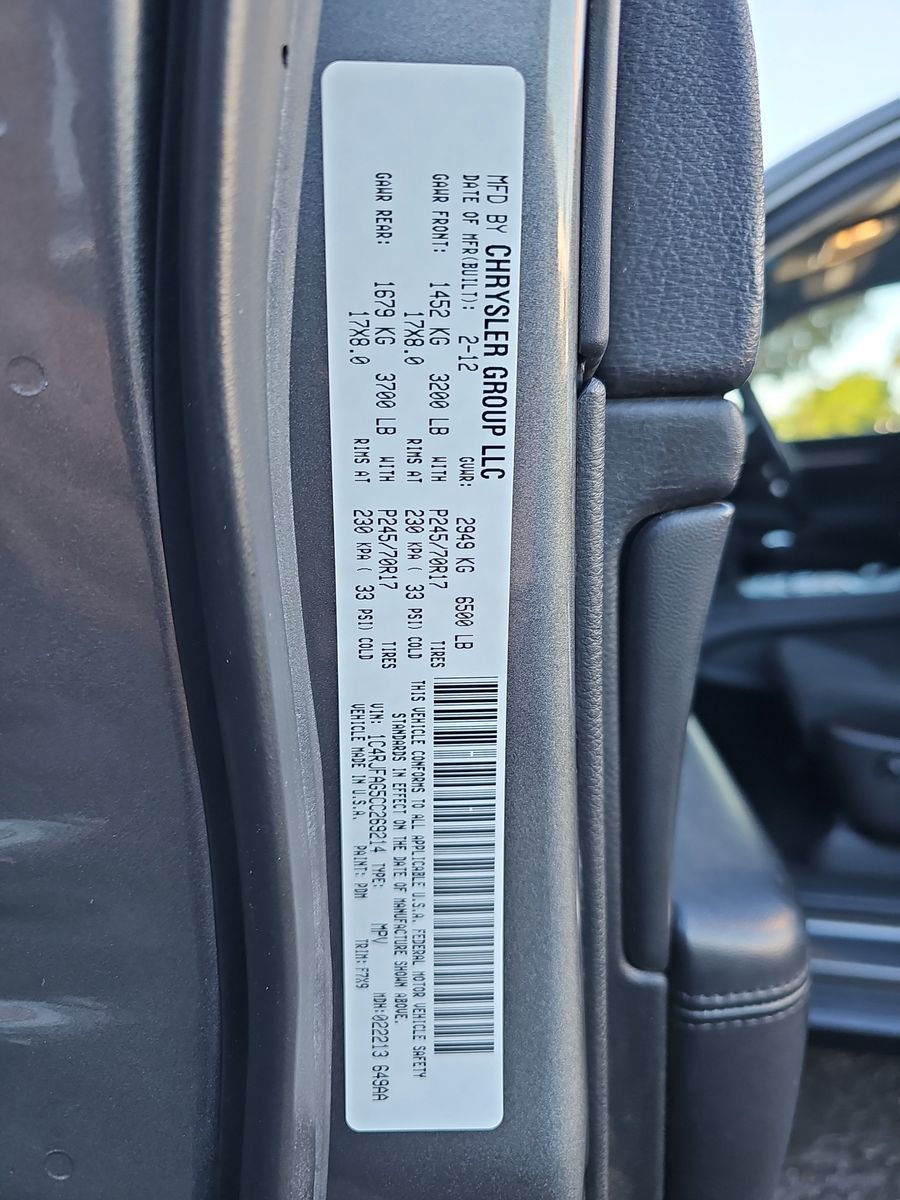 MFD BY CHRYSLER GROUP LLC
DATE OF MFR(BUILT): 2-12 GVWR: 2949 KG 6500 LB
GAWR FRONT: 1452 KG 3200 LB WITH P245/70R17 TIRES
17X8.0 RIMS AT 230 KPA ( 33 PSI) COLD
GAWR REAR: 1679 KG 3700 LB WITH P245/70R17 TIRES
17X8.0 RIMS AT 230 KPA ( 33 PSI) COLD
THIS VEHICLE CONFORMS TO ALL APPLICABLE U.S.A. FEDERAL MOTOR VEHICLE SAFETY
STANDARDS IN EFFECT ON THE DATE OF MANUFACTURE SHOWN ABOVE.
VIN: 1C4RJFAG5CC269214 TYPE: MPV MDH:022213 649AA
VEHICLE MADE IN U.S.A. PAINT: PDM TRIM: F7X9